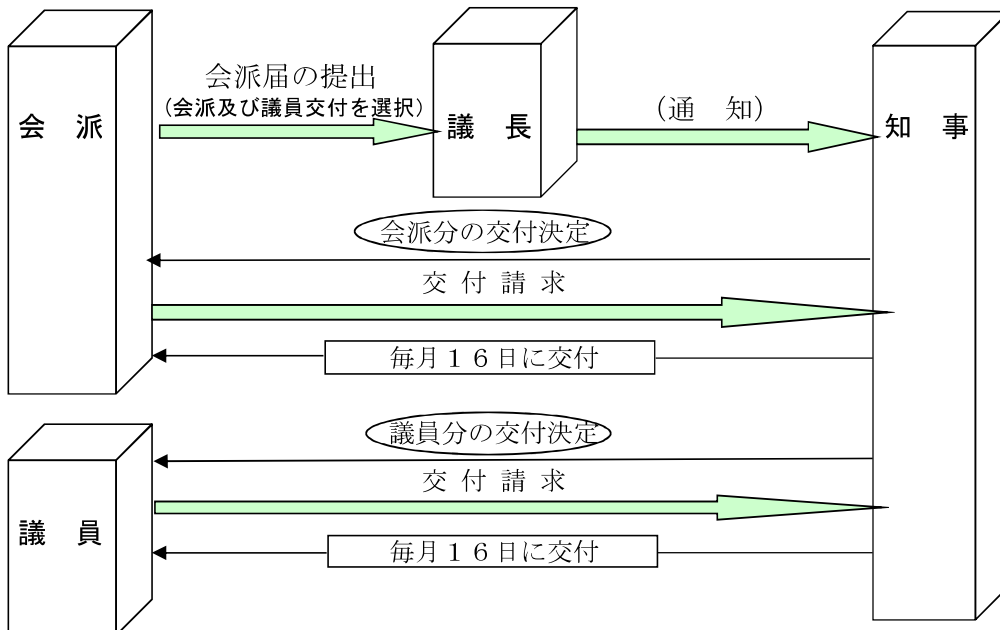 会派届の提出
（会派及び議員交付を選択）
会　派
議　長
（通　知）
知　事
会派分の交付決定
交 付 請 求
毎月１６日に交付
議員分の交付決定
交 付 請 求
議　員
毎月１６日に交付